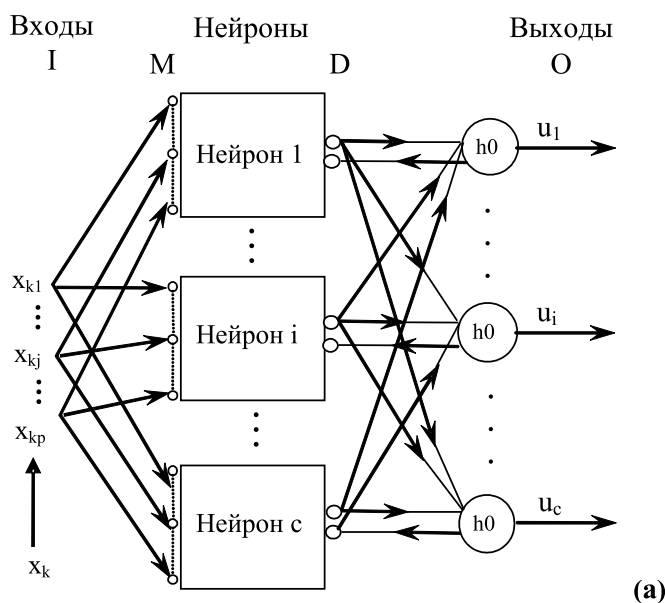 Входы
Нейроны
Выходы
I
M
D
O
Нейрон 1
h0
u1
...
xk1
...
Нейрон i
h0
ui
xkj
...
...
xkp
Нейрон c
h0
uc
xk
(a)